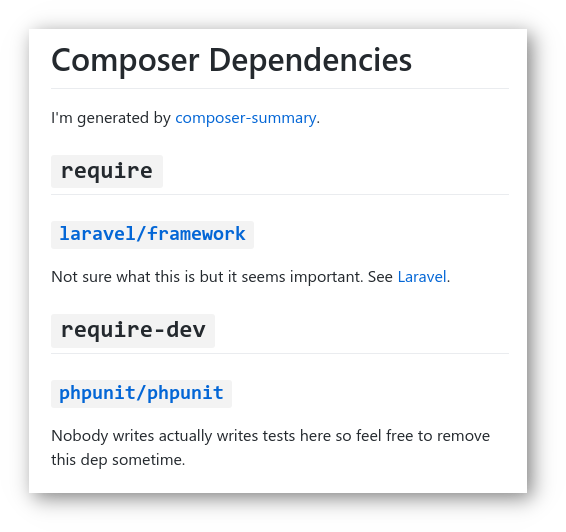 Composer Dependencies
I'm generated by composer-summary.
require
laravel/framework
Not sure what this is but it seems important. See Laravel.
require-dev
phpunit/phpunit
Nobody writes actually writes tests here so feel free to remove
this dep sometime.